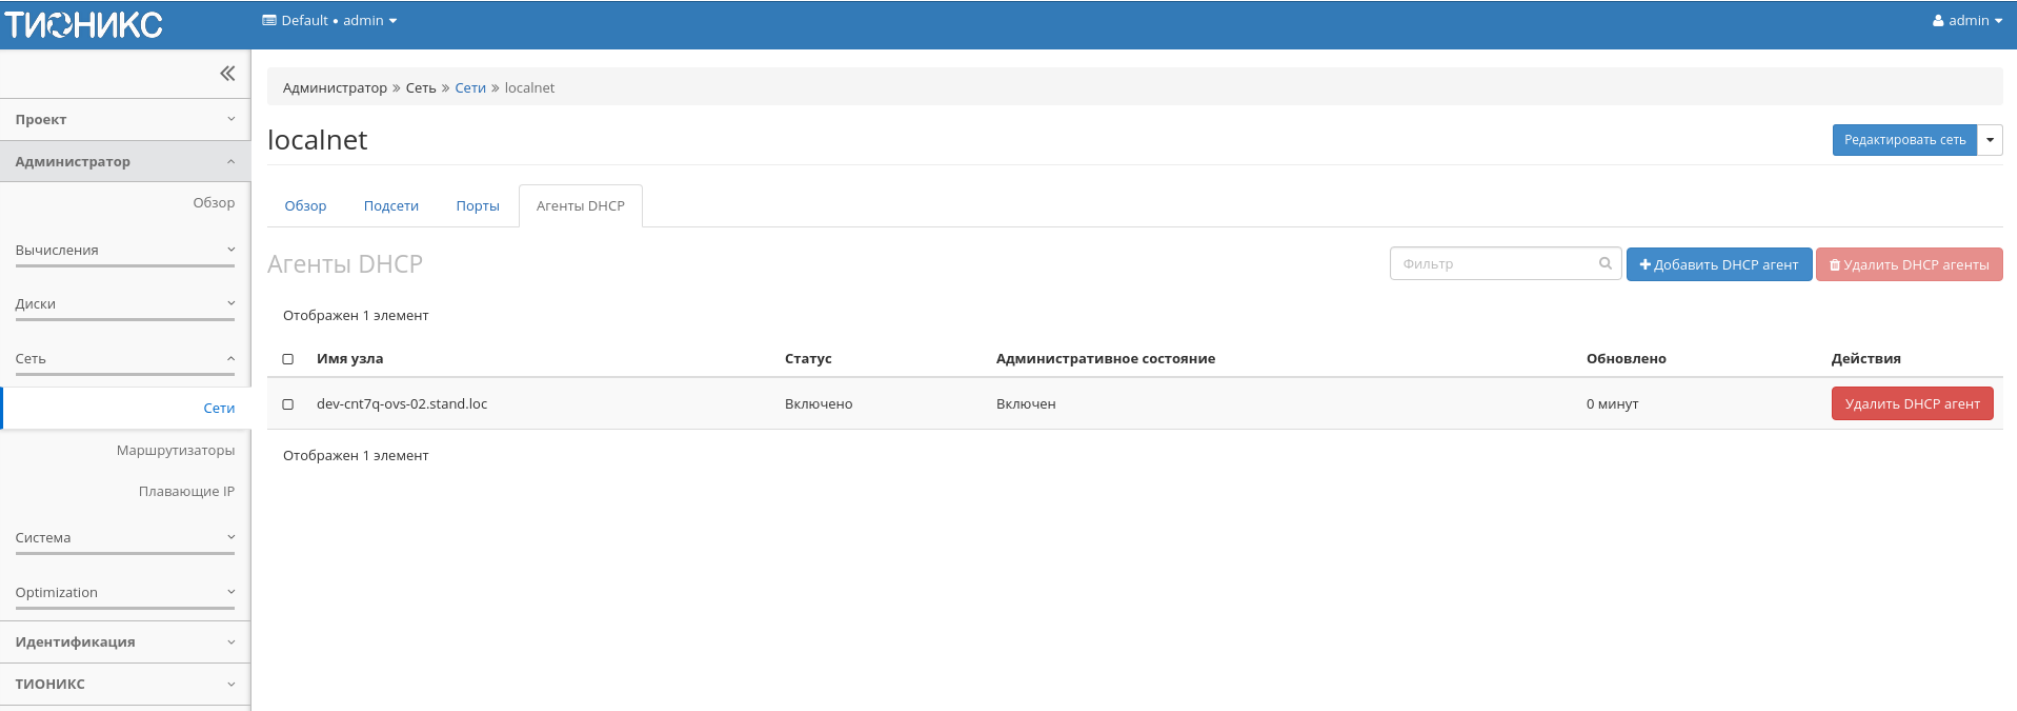 ТИОНИКС
Default • admin
admin
Администратор » Сеть » Сети » localnet
Проект
Администратор
Обзор
Вычисления
Диски
Сеть
Сети
Маршрутизаторы
Плавающие IP
Система
Optimization
Идентификация
ТИОНИКС
localnet
Редактировать сеть
Обзор Подсети Порты Агенты DHCP
Агенты DHCP
Фильтр
Добавить DHCP агент
Удалить DHCP агенты
Отображен 1 элемент
Имя узла Статус Административное состояние Обновлено Действия
dev-cnt7q-ovs-02.stand.loc Включено Включен 0 минут Удалить DHCP агент
Отображен 1 элемент